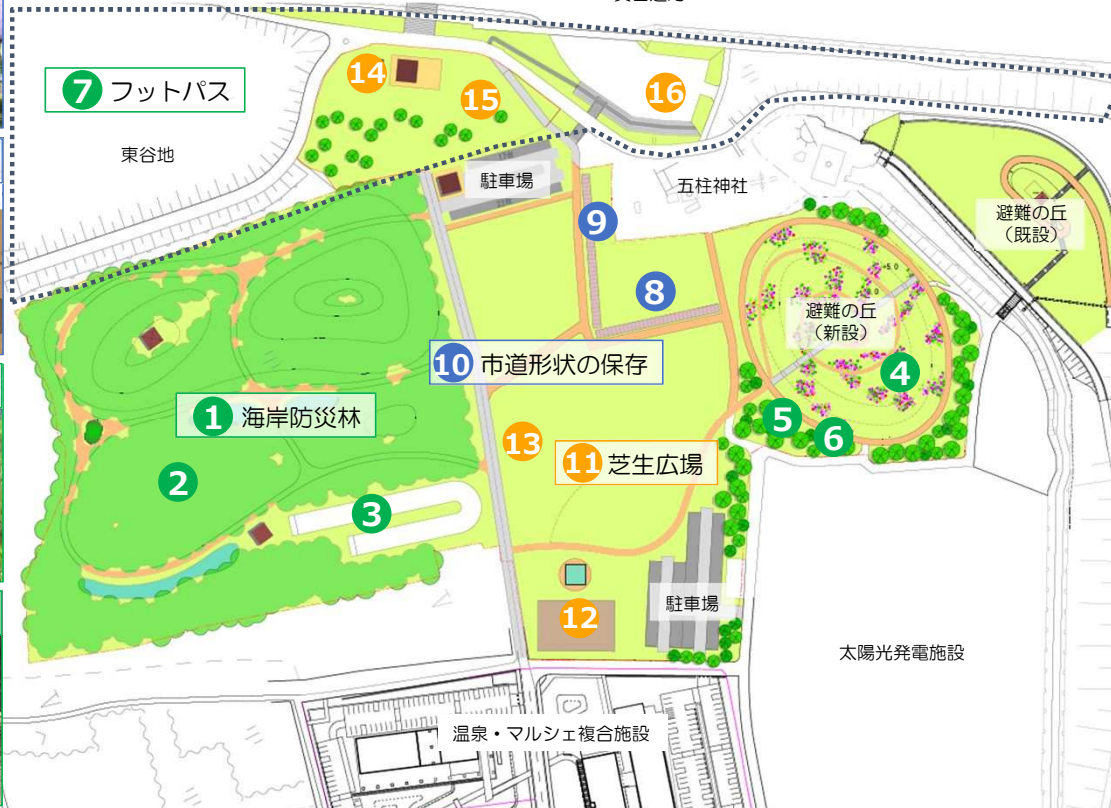 7 フットパス
14
15
16
東谷地
駐車場
五柱神社
9
避難の丘
(既設)
8
避難の丘
(新設)
10 市道形状の保存
4
1 海岸防災林
5
6
13
11 芝生広場
2
3
12
駐車場
太陽光発電施設
温泉・マルシェ複合施設